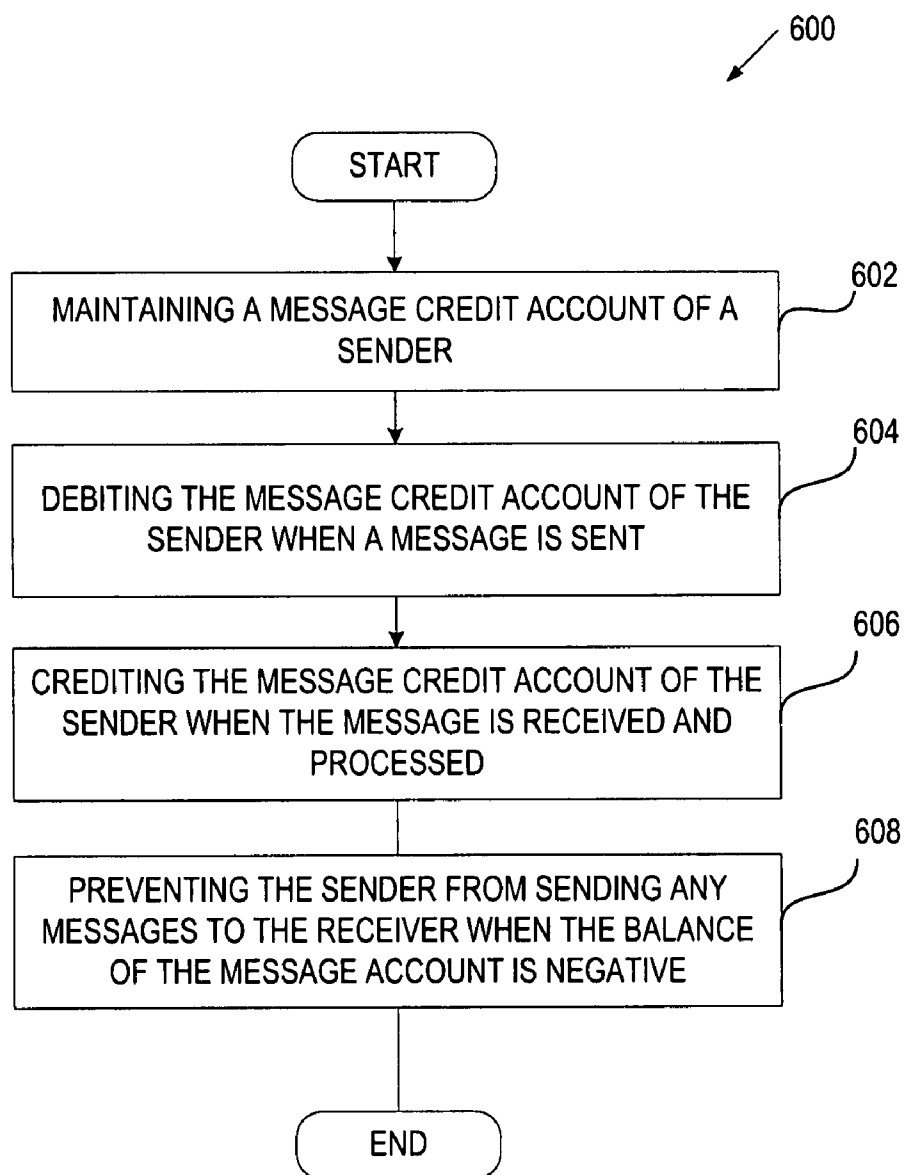 600
START
602
MAINTAINING A MESSAGE CREDIT ACCOUNT OF A
SENDER
604
DEBITING THE MESSAGE CREDIT ACCOUNT OF THE
SENDER WHEN A MESSAGE IS SENT
606
CREDITING THE MESSAGE CREDIT ACCOUNT OF THE
SENDER WHEN THE MESSAGE IS RECEIVED AND
PROCESSED
608
PREVENTING THE SENDER FROM SENDING ANY
MESSAGES TO THE RECEIVER WHEN THE BALANCE
OF THE MESSAGE ACCOUNT IS NEGATIVE
END